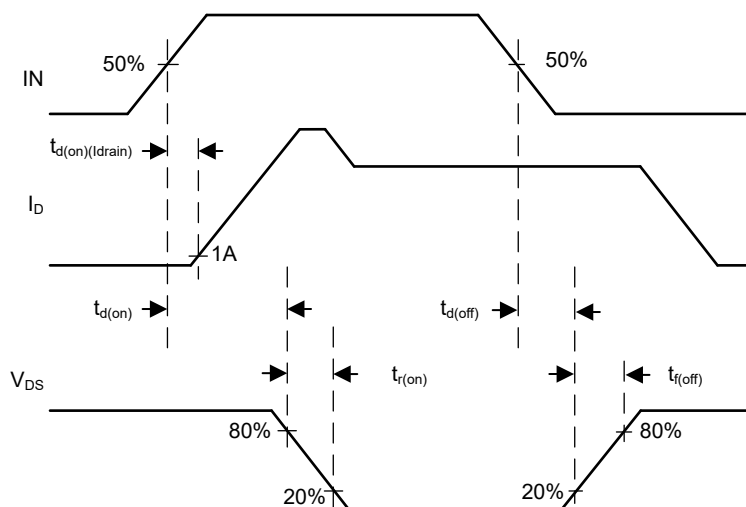 50%
50%
IN
td(on)(Idrain)
ID
1A
td(on)
td(off)
VDS
tr(on)
tf(off)
80%
80%
20%
20%